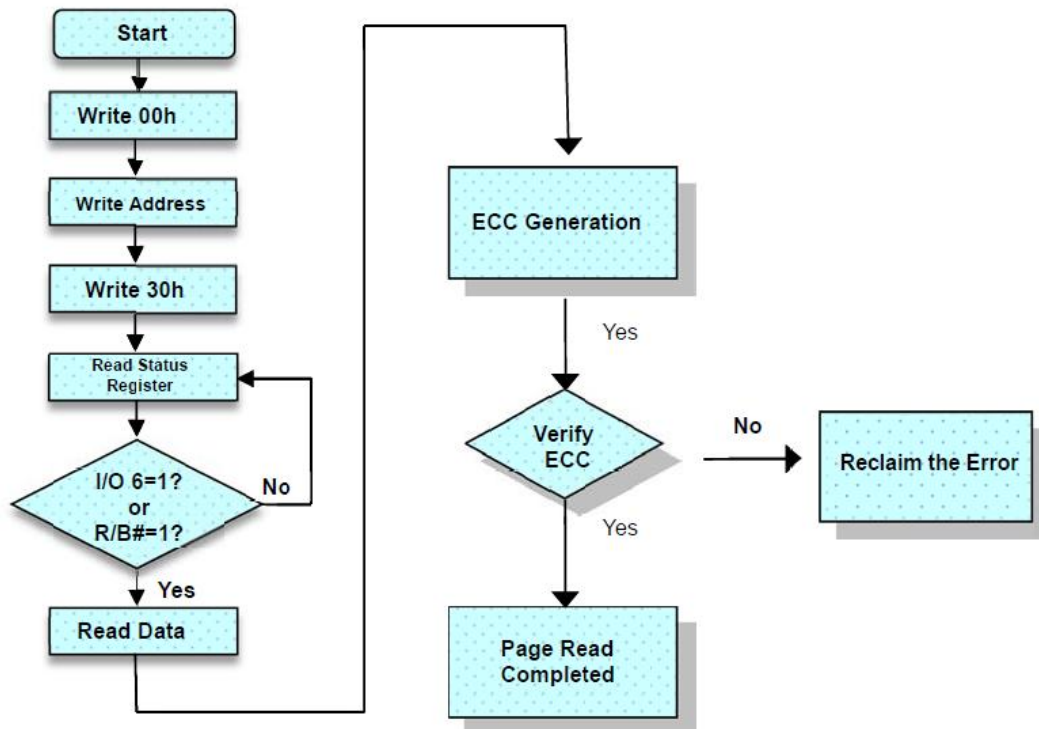 Start
Write 00h
Write Address
Write 30h
Read Status
Register
I/O 6=1?
or
R/B#=1?
No
Yes
Read Data
ECC Generation
Yes
Verify
ECC
No
Reclaim the Error
Yes
Page Read
Completed